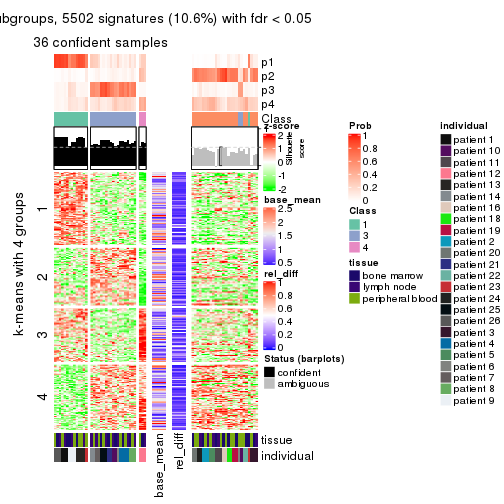 ubgroups, 5502 signatures (10.6%) with fdr < 0.05
36 confident samples
p1
p2
p3
p4
Class
Silhouette
score
k-means with 4 groups
1
2
3
4
tissue
individual
base_mean
rel_diff
z-score
2
1
0
-1
-2
base_mean
2.5
2
1.5
1
0.5
rel_diff
1
0.8
0.6
0.4
0.2
0
Status (barplots)
confident
ambiguous
Prob
1
0.8
0.6
0.4
0.2
0
Class
1
3
4
tissue
bone marrow
lymph node
peripheral blood
individual
patient 1
patient 10
patient 11
patient 12
patient 13
patient 14
patient 16
patient 18
patient 19
patient 2
patient 20
patient 21
patient 22
patient 23
patient 24
patient 25
patient 26
patient 3
patient 4
patient 5
patient 6
patient 7
patient 8
patient 9